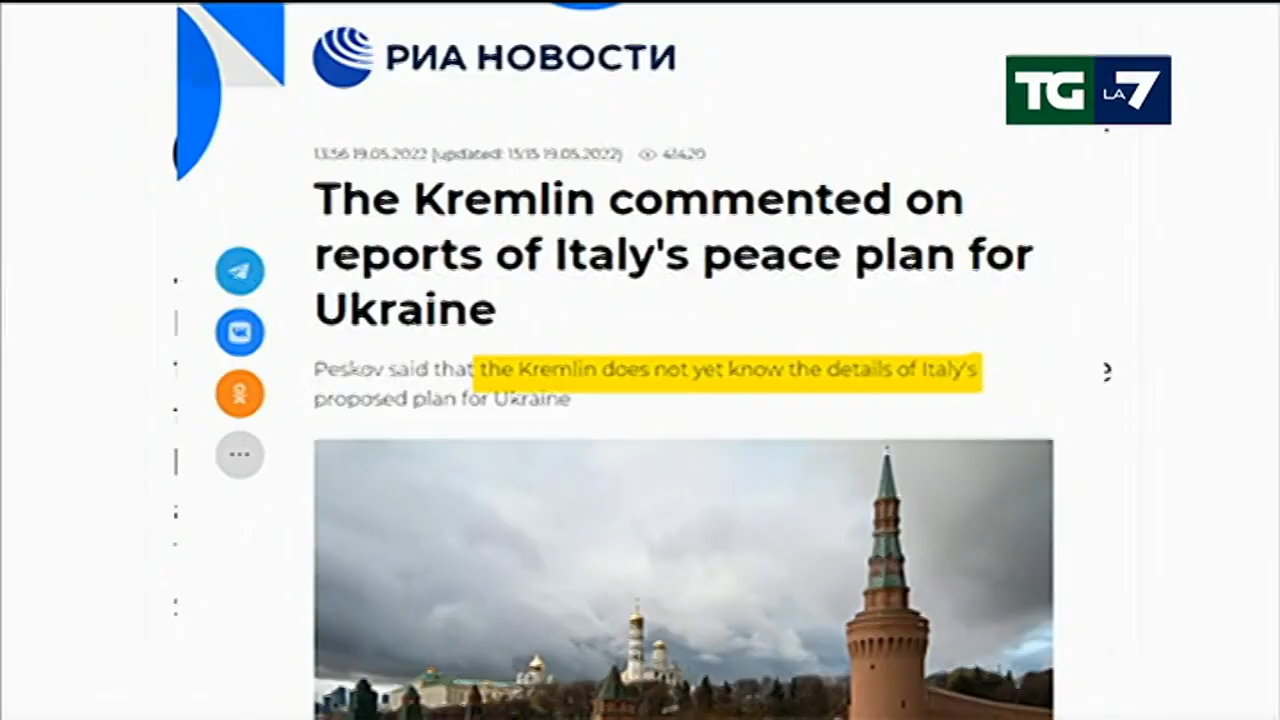 РИА НОВОСТИ
TG LA7
13:56 19.05.2022 (updated: 15:15 19.05.2022) 41420
The Kremlin commented on
reports of Italy's peace plan for
Ukraine
Peskov said that the Kremlin does not yet know the details of Italy's
proposed plan for Ukraine
e